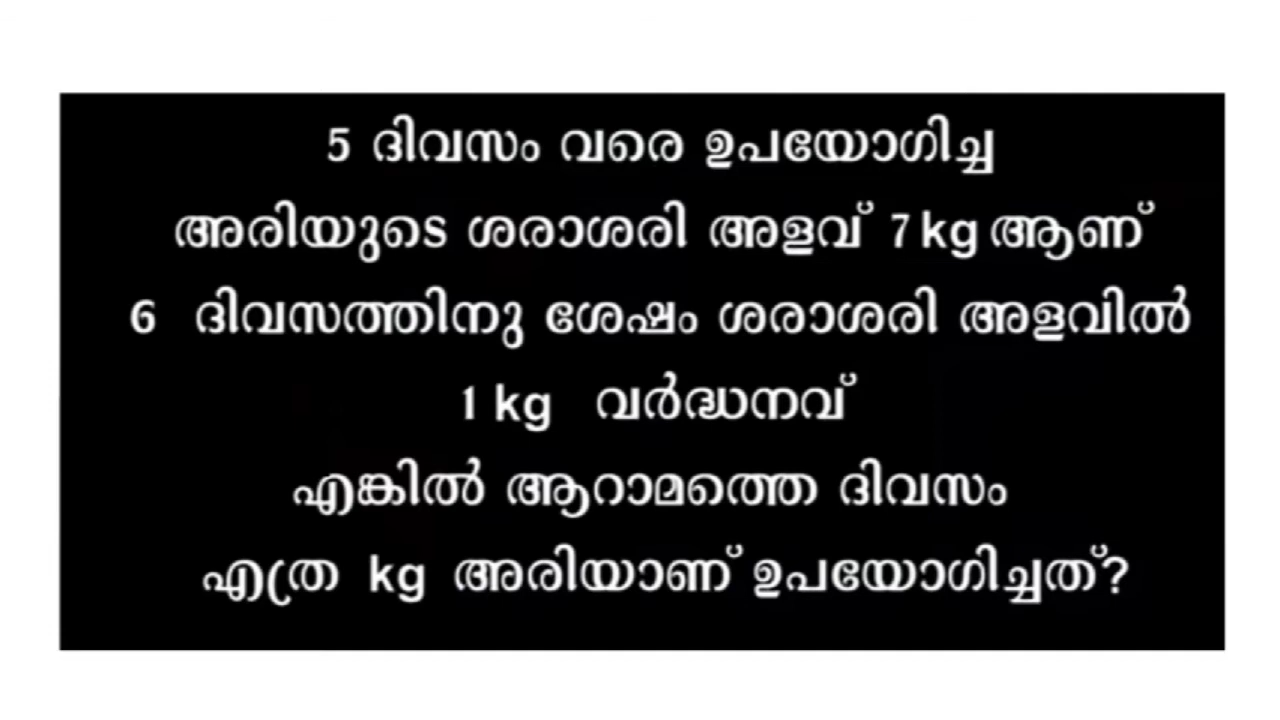 5 ദിവസം വരെ ഉപയോഗിച്ച
അരിയുടെ ശരാശരി അളവ് 7 kg ആണ്
6 ദിവസത്തിനു ശേഷം ശരാശരി അളവിൽ
1 kg വർദ്ധനവ്
എങ്കിൽ ആറാമത്തെ ദിവസം
എത്ര kg അരിയാണ് ഉപയോഗിച്ചത്?